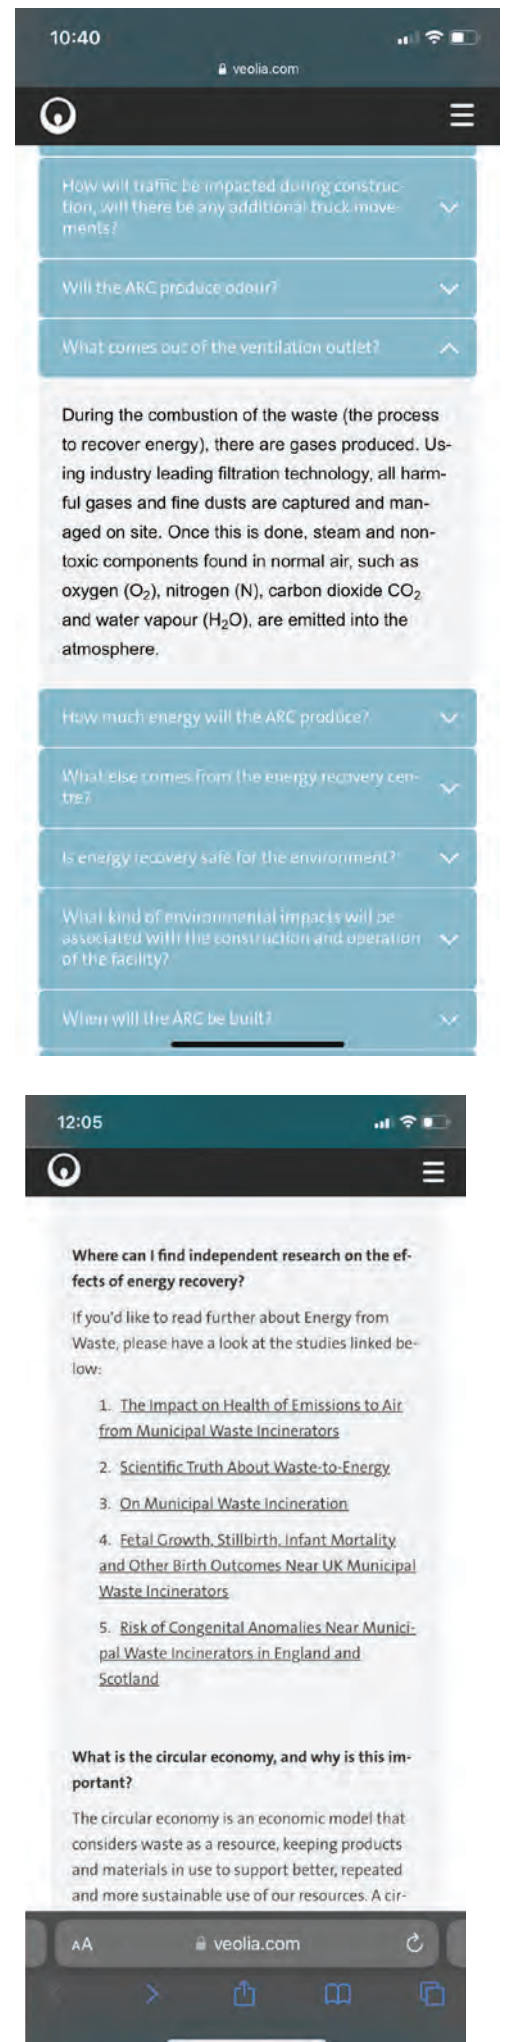 10:40
veolia.com
How will traffic be impacted during construc-
tion, will there be any additional truck move-
ments?
Will the ARC produce odour?
What comes out of the ventilation outlet?
During the combustion of the waste (the process
to recover energy), there are gases produced. Us-
ing industry leading filtration technology, all harm-
ful gases and fine dusts are captured and man-
aged on site. Once this is done, steam and non-
toxic components found in normal air, such as
oxygen (O₂), nitrogen (N), carbon dioxide CO₂
and water vapour (H₂O), are emitted into the
atmosphere.
How much energy will the ARC produce?
What else comes from the energy recovery cen-
tre?
Is energy recovery safe for the environment?
What kind of environmental impacts will be
associated with the construction and operation
of the facility?
When will the ARC be built?
12:05
Where can I find independent research on the ef-
fects of energy recovery?
If you'd like to read further about Energy from
Waste, please have a look at the studies linked be-
low:
1. The Impact on Health of Emissions to Air
from Municipal Waste Incinerators
2. Scientific Truth About Waste-to-Energy
3. On Municipal Waste Incineration
4. Fetal Growth, Stillbirth, Infant Mortality
and Other Birth Outcomes Near UK Municipal
Waste Incinerators
5. Risk of Congenital Anomalies Near Munici-
pal Waste Incinerators in England and
Scotland
What is the circular economy, and why is this im-
portant?
The circular economy is an economic model that
considers waste as a resource, keeping products
and materials in use to support better, repeated
and more sustainable use of our resources. A cir-
AA
veolia.com